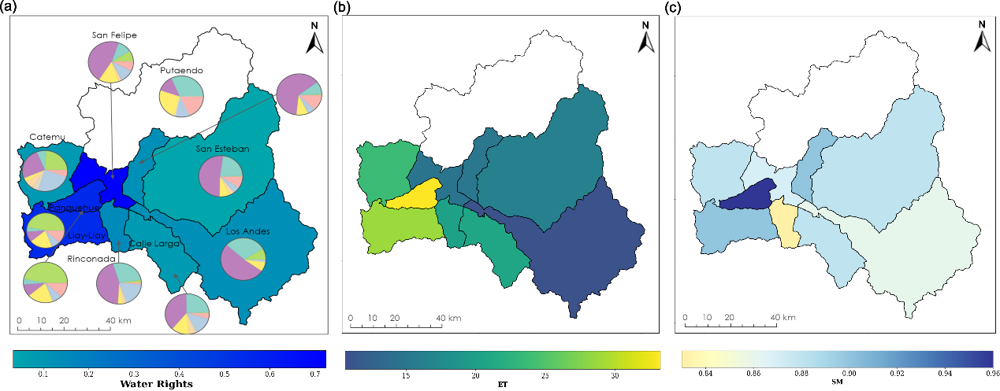 (a)
(b)
(c)
San Felipe
N
N
N
Putaendo
Catemu
San Esteban
Panquehue
Llay-Llay
Calle Larga
Los Andes
Rinconada
0 10 20 40 km
0 10 20 40 km
0 10 20 40 km
0.1 0.2 0.3 0.4 0.5 0.6 0.7
Water Rights
15 20 25 30
ET
0.84 0.86 0.88 0.90 0.92 0.94 0.96
SM